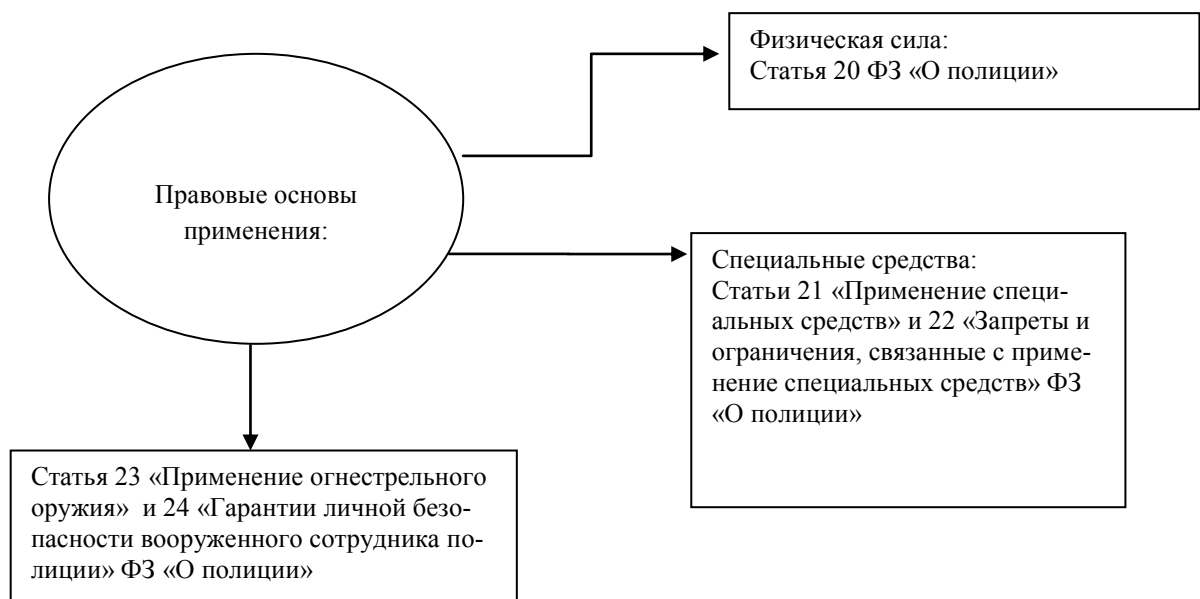 Физическая сила:
Статья 20 ФЗ «О полиции»
Правовые основы
применения:
Специальные средства:
Статьи 21 «Применение специ-
альных средств» и 22 «Запреты и
ограничения, связанные с приме-
нение специальных средств» ФЗ
«О полиции»
Статья 23 «Применение огнестрельного
оружия» и 24 «Гарантии личной безо-
пасности вооруженного сотрудника по-
лиции» ФЗ «О полиции»